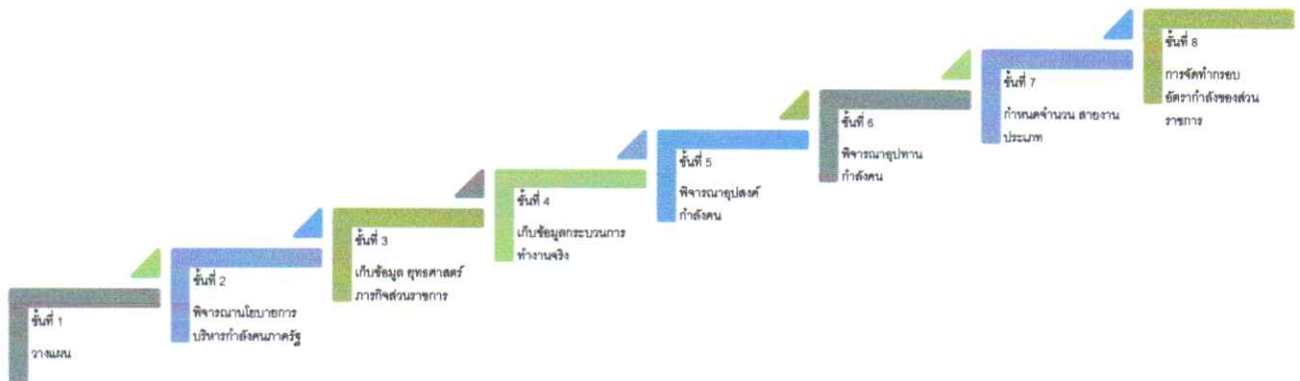 ขั้นที่ 1
วางแผน
ขั้นที่ 2
พิจารณานโยบายการ
บริหารกำลังคนภาครัฐ
ขั้นที่ 3
เก็บข้อมูล ยุทธศาสตร์
ภารกิจส่วนราชการ
ขั้นที่ 4
เก็บข้อมูลกระบวนการ
ทำงานจริง
ขั้นที่ 5
พิจารณาอุปสงค์
กำลังคน
ขั้นที่ 6
พิจารณาอุปทาน
กำลังคน
ขั้นที่ 7
กำหนดจำนวน สายงาน
ประเภท
ขั้นที่ 8
การจัดทำกรอบ
อัตรากำลังของส่วน
ราชการ